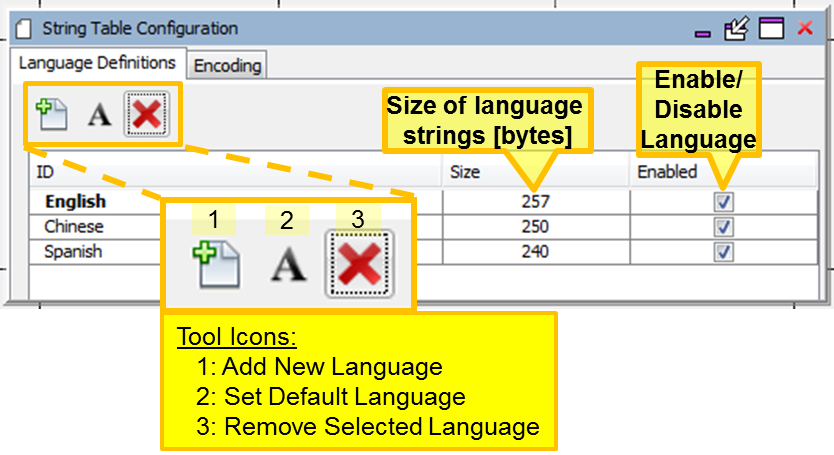 String Table Configuration
Language Definitions
Encoding
A
Size of language
strings [bytes]
Enable/
Disable
Language
ID Size Enabled
English 257
Chinese 250
Spanish 240
1 2 3
A
Tool Icons:
1: Add New Language
2: Set Default Language
3: Remove Selected Language